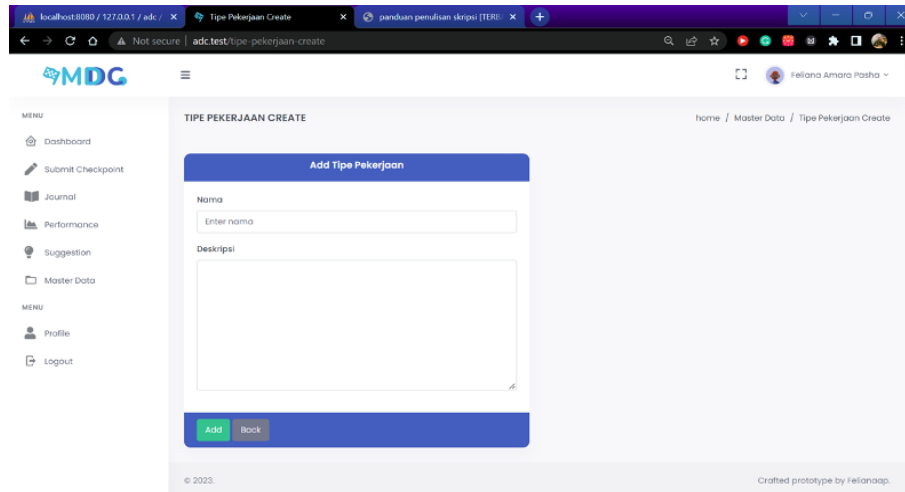 localhost:8080 / 127.0.0.1 / adc /
Tipe Pekerjaan Create
panduan penulisan skripsi [TERB
Not secure
adc.test/tipe-pekerjaan-create
MDG
Feliana Amara Pasha
MENU
Dashboard
Submit Checkpoint
Journal
Performance
Suggestion
Master Data
MENU
Profile
Logout
TIPE PEKERJAAN CREATE
home / Master Data / Tipe Pekerjaan Create
Add Tipe Pekerjaan
Nama
Enter nama
Deskripsi
Add
Back
© 2023.
Crafted prototype by Felianaap.